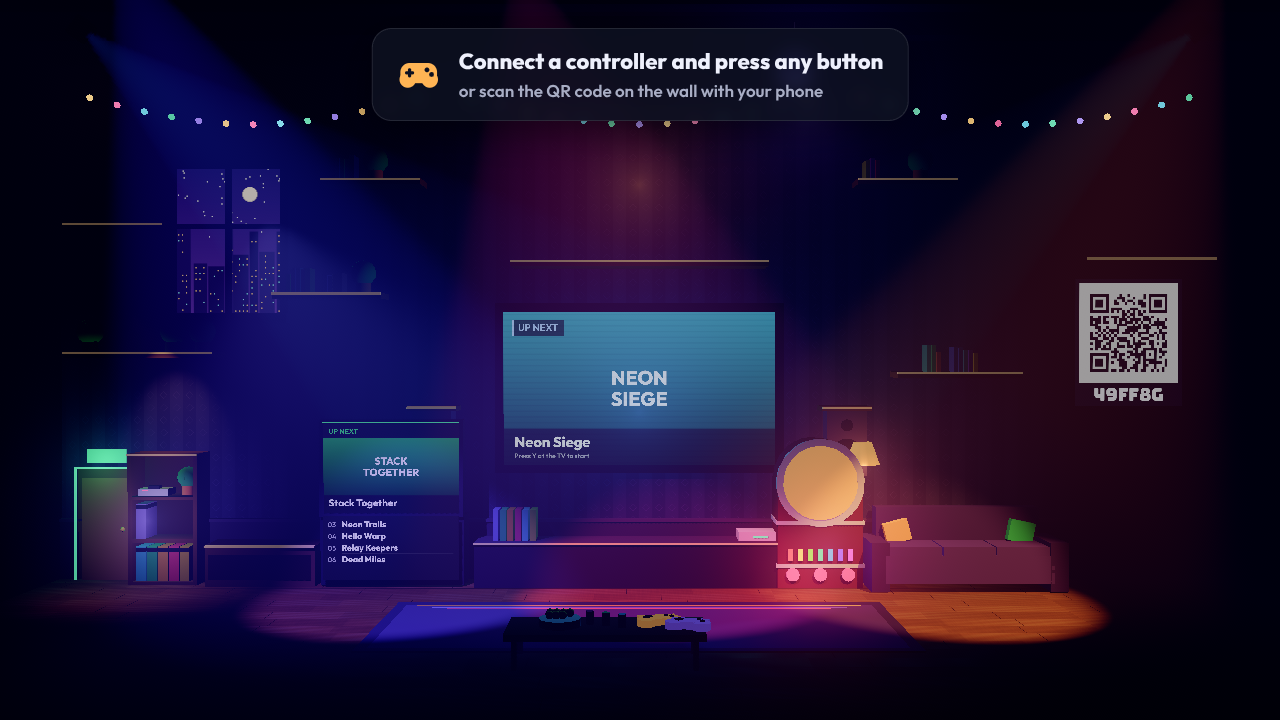 Connect a controller and press any button
or scan the QR code on the wall with your phone
UP NEXT
NEON
SIEGE
Neon Siege
Press Y at the TV to start
49FF8G
UP NEXT
STACK
TOGETHER
Stack Together
03 Neon Trails
04 Hello Warp
05 Relay Keepers
06 Dead Miles